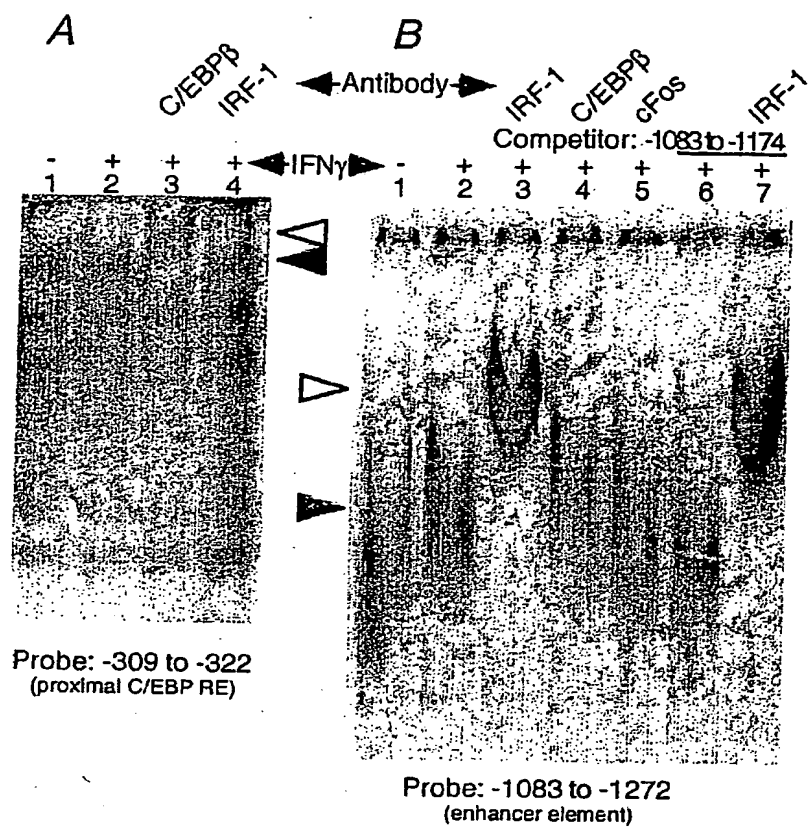 A
B
C/EBPβ
IRF-1
Antibody
IRF-1
C/EBPβ
cFos
IRF-1
Competitor: -1083 to -1174
- + + +
IFNγ
- + + + + + +
1 2 3 4
1 2 3 4 5 6 7
Probe: -309 to -322
(proximal C/EBP RE)
Probe: -1083 to -1272
(enhancer element)